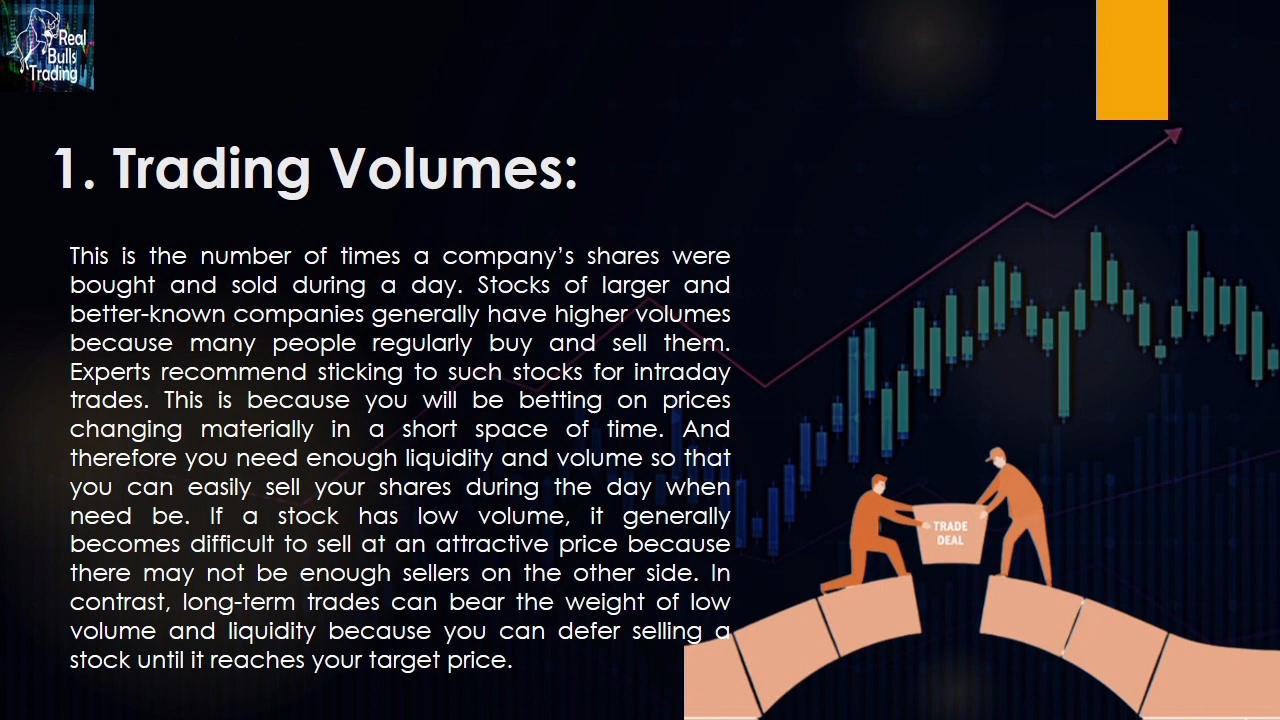 Real
Bulls
Trading
1. Trading Volumes:
This is the number of times a company’s shares were
bought and sold during a day. Stocks of larger and
better-known companies generally have higher volumes
because many people regularly buy and sell them.
Experts recommend sticking to such stocks for intraday
trades. This is because you will be betting on prices
changing materially in a short space of time. And
therefore you need enough liquidity and volume so that
you can easily sell your shares during the day when
need be. If a stock has low volume, it generally
becomes difficult to sell at an attractive price because
there may not be enough sellers on the other side. In
contrast, long-term trades can bear the weight of low
volume and liquidity because you can defer selling a
stock until it reaches your target price.
TRADE
DEAL